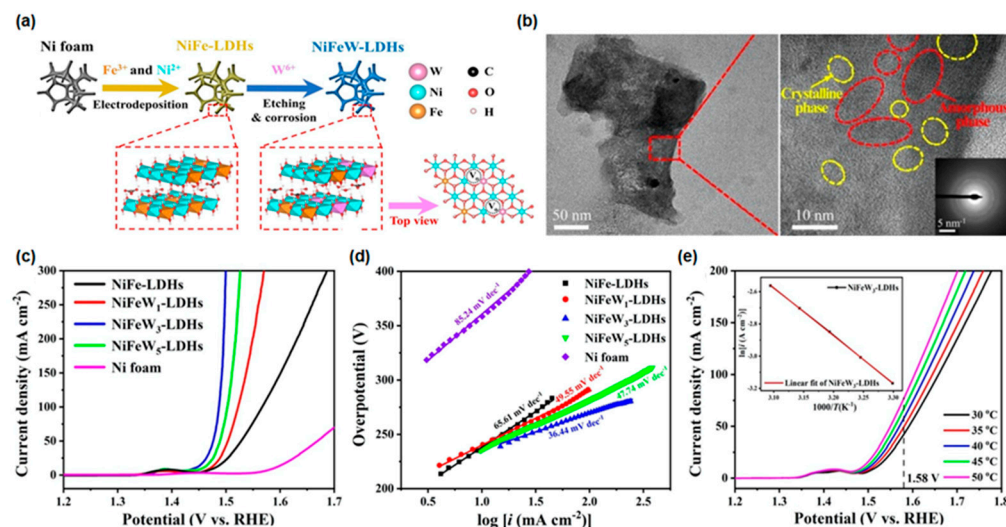 (a)
Ni foam
NiFe-LDHs
NiFeW-LDHs
Fe³⁺ and Ni²⁺
Electrodeposition
W⁶⁺
Etching
& corrosion
W
C
Ni
O
Fe
H
Top view
V
V
(b)
Crystalline
phase
Amorphous
phase
50 nm
10 nm
5 nm⁻¹
(c)
Current density (mA cm⁻²)
300
250
200
150
100
50
0
NiFe-LDHs
NiFeW₁-LDHs
NiFeW₃-LDHs
NiFeW₅-LDHs
Ni foam
1.2 1.3 1.4 1.5 1.6 1.7
Potential (V vs. RHE)
(d)
Overpotential (mV)
400
350
300
250
200
NiFe-LDHs
NiFeW₁-LDHs
NiFeW₃-LDHs
NiFeW₅-LDHs
Ni foam
85.24 mV dec⁻¹
65.61 mV dec⁻¹
49.55 mV dec⁻¹
47.74 mV dec⁻¹
36.44 mV dec⁻¹
0.0 0.5 1.0 1.5 2.0 2.5
log [i (mA cm⁻²)]
(e)
Current density (mA cm⁻²)
200
150
100
50
0
ln[i (A cm⁻²)]
-2.6
-2.8
-3.0
-3.2
NiFeW₃-LDHs
Linear fit of NiFeW₃-LDHs
3.10 3.15 3.20 3.25 3.30
1000/T(K⁻¹)
30 °C
35 °C
40 °C
45 °C
50 °C
1.58 V
1.2 1.3 1.4 1.5 1.6 1.7 1.8
Potential (V vs. RHE)